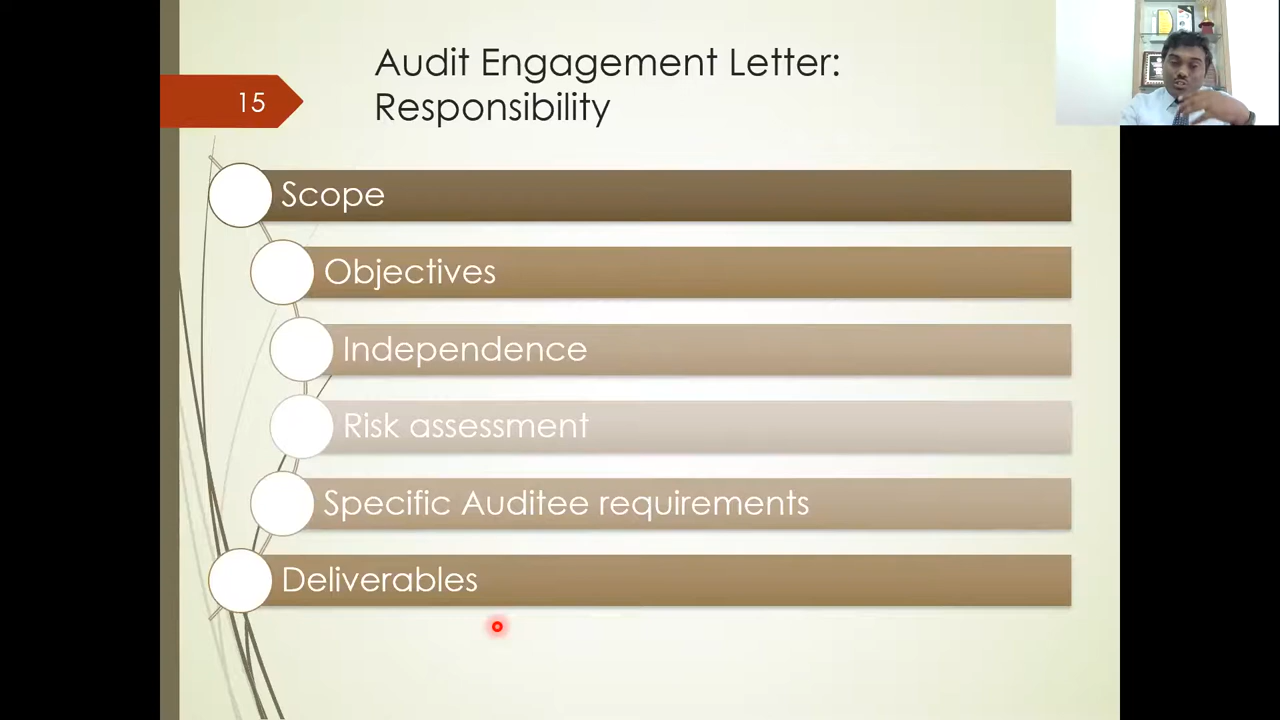 Audit Engagement Letter:
Responsibility
15
Scope
Objectives
Independence
Risk assessment
Specific Auditee requirements
Deliverables